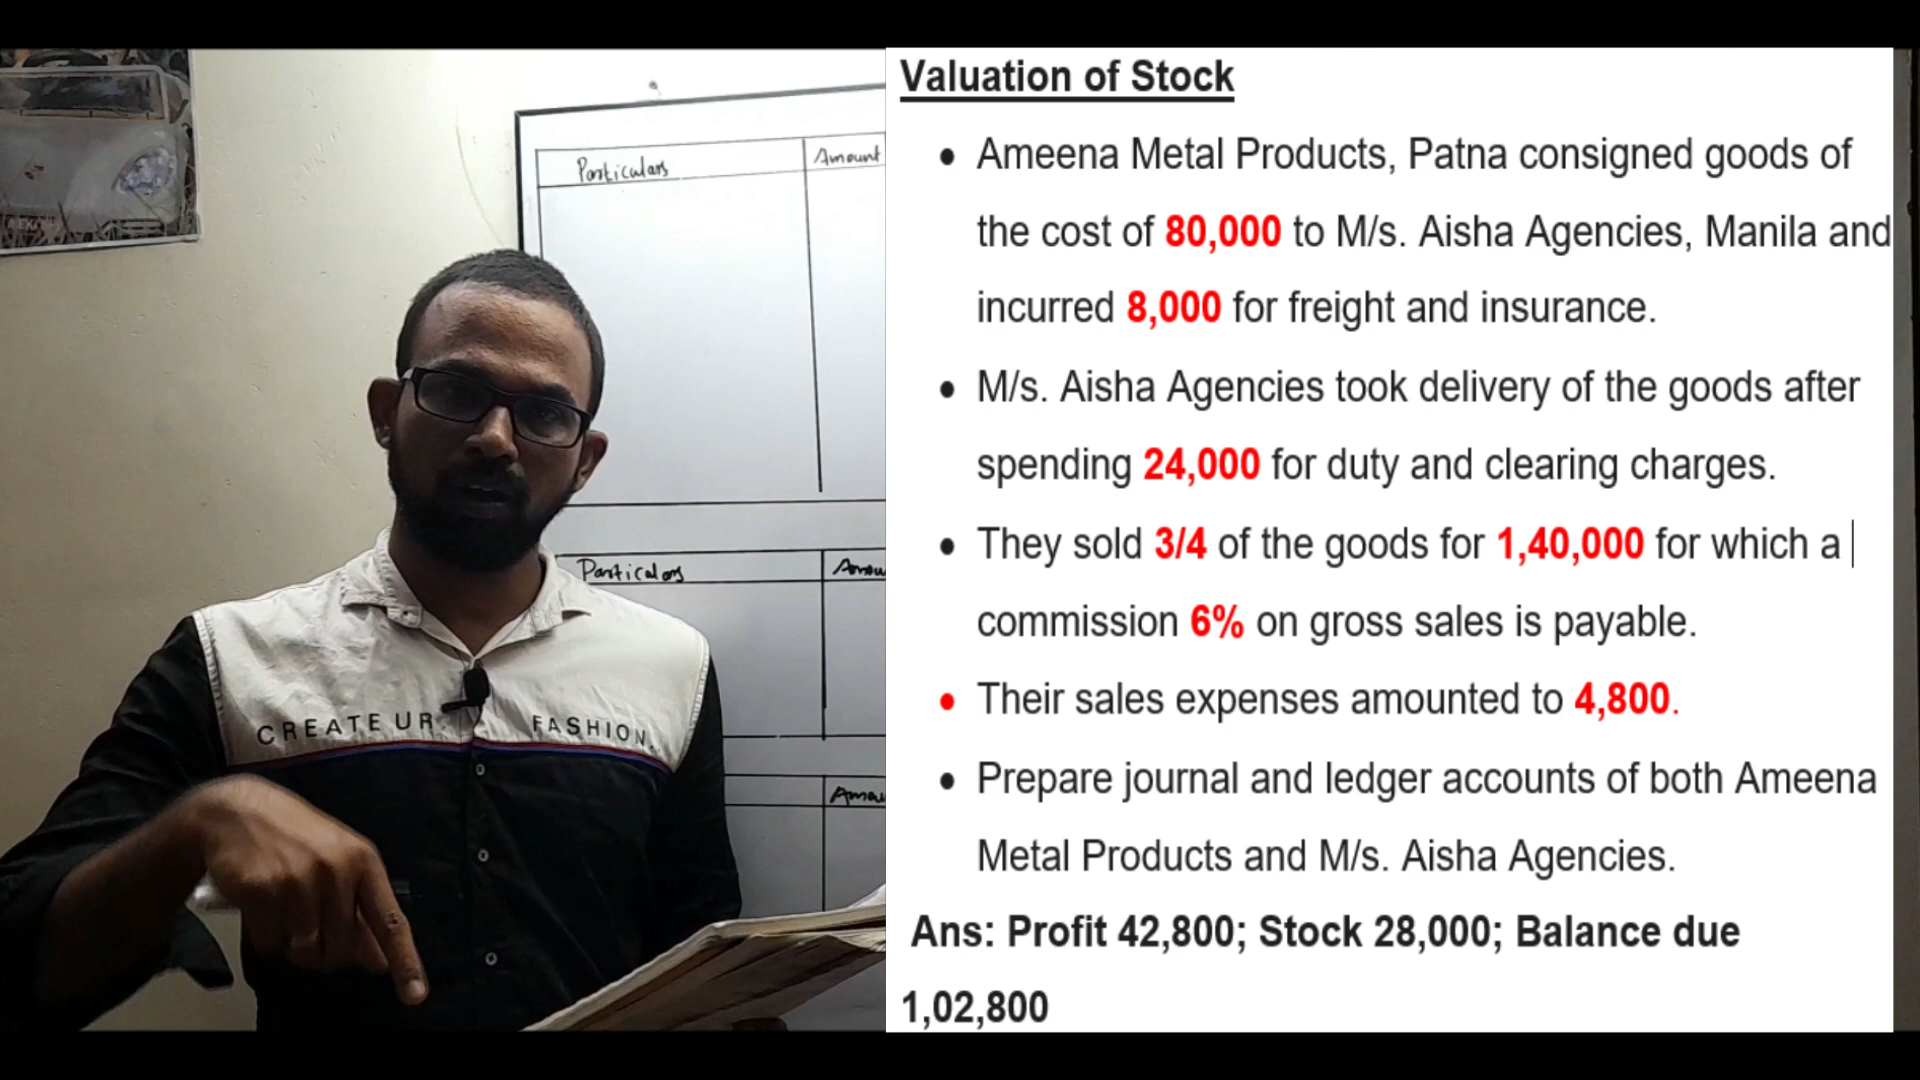 Valuation of Stock
• Ameena Metal Products, Patna consigned goods of
the cost of 80,000 to M/s. Aisha Agencies, Manila and
incurred 8,000 for freight and insurance.
• M/s. Aisha Agencies took delivery of the goods after
spending 24,000 for duty and clearing charges.
• They sold 3/4 of the goods for 1,40,000 for which a
commission 6% on gross sales is payable.
• Their sales expenses amounted to 4,800.
• Prepare journal and ledger accounts of both Ameena
Metal Products and M/s. Aisha Agencies.
Ans: Profit 42,800; Stock 28,000; Balance due
1,02,800
Particulars
Amount
Particulars
CREATE UR
FASHION